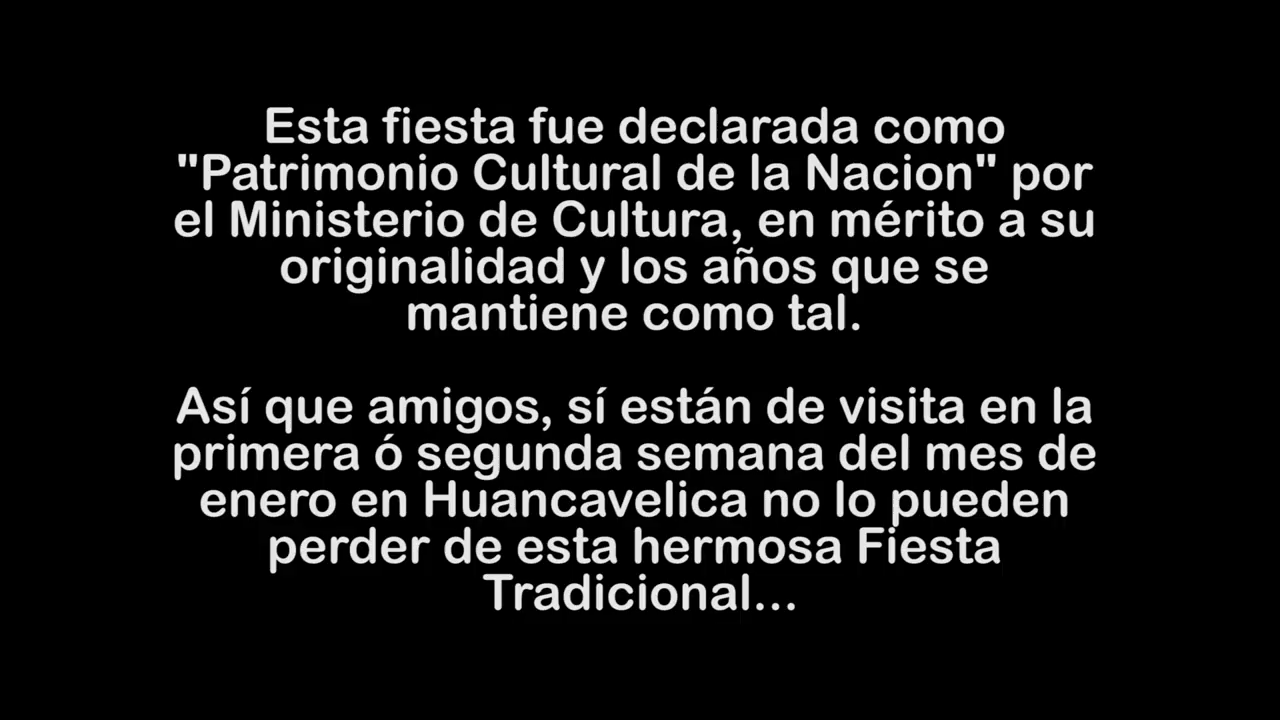 Esta fiesta fue declarada como
"Patrimonio Cultural de la Nacion" por
el Ministerio de Cultura, en mérito a su
originalidad y los años que se
mantiene como tal.
Así que amigos, sí están de visita en la
primera ó segunda semana del mes de
enero en Huancavelica no lo pueden
perder de esta hermosa Fiesta
Tradicional...